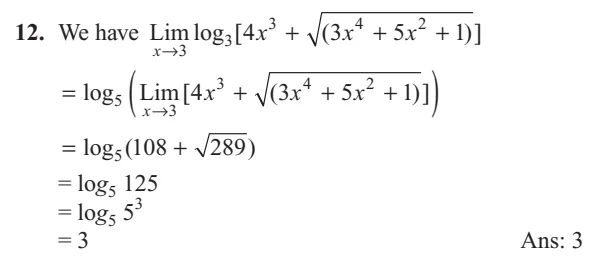 12. We have Lim log₃[4x³ + √(3x⁴ + 5x² + 1)]
x→3
= log₅ (Lim [4x³ + √(3x⁴ + 5x² + 1)])
x→3
= log₅(108 + √289)
= log₅ 125
= log₅ 5³
= 3 Ans: 3